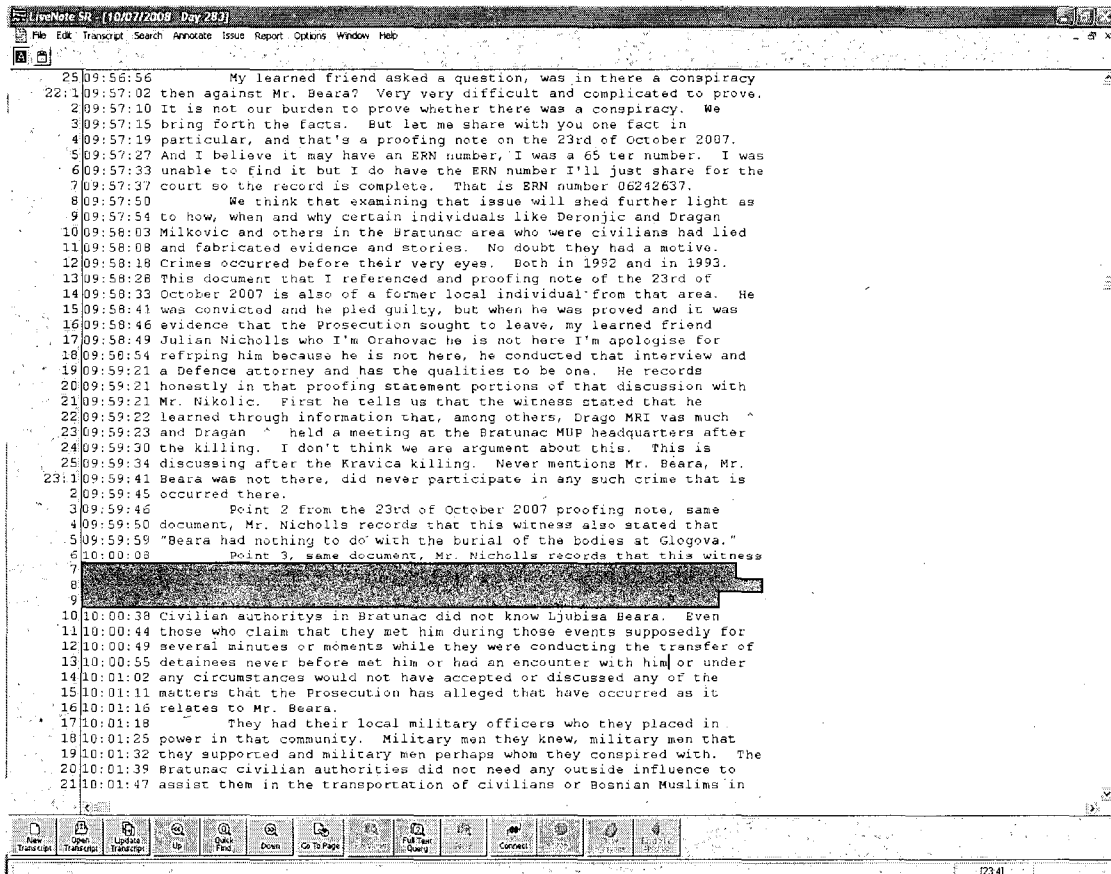 LiveNote SR - [10/07/2008 Day 283]
File Edit Transcript Search Annotate Issue Report Options Window Help
25 09:56:56 My learned friend asked a question, was in there a conspiracy
22:1 09:57:02 then against Mr. Beara? Very very difficult and complicated to prove.
2 09:57:10 It is not our burden to prove whether there was a conspiracy. We
3 09:57:15 bring forth the facts. But let me share with you one fact in
4 09:57:19 particular, and that's a proofing note on the 23rd of October 2007.
5 09:57:27 And I believe it may have an ERN number, I was a 65 ter number. I was
6 09:57:33 unable to find it but I do have the ERN number I'll just share for the
7 09:57:37 court so the record is complete. That is ERN number 06242637.
8 09:57:50 We think that examining that issue will shed further light as
9 09:57:54 to how, when and why certain individuals like Deronjic and Dragan
10 09:58:03 Milkovic and others in the Bratunac area who were civilians had lied
11 09:58:08 and fabricated evidence and stories. No doubt they had a motive.
12 09:58:18 Crimes occurred before their very eyes. Both in 1992 and in 1993.
13 09:58:28 This document that I referenced and proofing note of the 23rd of
14 09:58:33 October 2007 is also of a former local individual from that area. He
15 09:58:41 was convicted and he pled guilty, but when he was proved and it was
16 09:58:46 evidence that the Prosecution sought to leave, my learned friend
17 09:58:49 Julian Nicholls who I'm Orahovac he is not here I'm apologise for
18 09:58:54 refrping him because he is not here, he conducted that interview and
19 09:59:21 a Defence attorney and has the qualities to be one. He records
20 09:59:21 honestly in that proofing statement portions of that discussion with
21 09:59:21 Mr. Nikolic. First he tells us that the witness stated that he
22 09:59:22 learned through information that, among others, Drago MRI vas much ^
23 09:59:23 and Dragan ^ held a meeting at the Bratunac MUP headquarters after
24 09:59:30 the killing. I don't think we are argument about this. This is
25 09:59:34 discussing after the Kravica killing. Never mentions Mr. Beara, Mr.
23:1 09:59:41 Beara was not there, did never participate in any such crime that is
2 09:59:45 occurred there.
3 09:59:46 Point 2 from the 23rd of October 2007 proofing note, same
4 09:59:50 document, Mr. Nicholls records that this witness also stated that
5 09:59:59 "Beara had nothing to do with the burial of the bodies at Glogova."
6 10:00:08 Point 3, same document, Mr. Nicholls records that this witness
7
8
9
10 10:00:38 Civilian authoritys in Bratunac did not know Ljubisa Beara. Even
11 10:00:44 those who claim that they met him during those events supposedly for
12 10:00:49 several minutes or moments while they were conducting the transfer of
13 10:00:55 detainees never before met him or had an encounter with him or under
14 10:01:02 any circumstances would not have accepted or discussed any of the
15 10:01:11 matters that the Prosecution has alleged that have occurred as it
16 10:01:16 relates to Mr. Beara.
17 10:01:18 They had their local military officers who they placed in
18 10:01:25 power in that community. Military men they knew, military men that
19 10:01:32 they supported and military men perhaps whom they conspired with. The
20 10:01:39 Bratunac civilian authorities did not need any outside influence to
21 10:01:47 assist them in the transportation of civilians or Bosnian Muslims in
New Transcript Open Transcript Update Transcript Up Quick Find Down Go To Page Full Text Query Connect
[23:4]